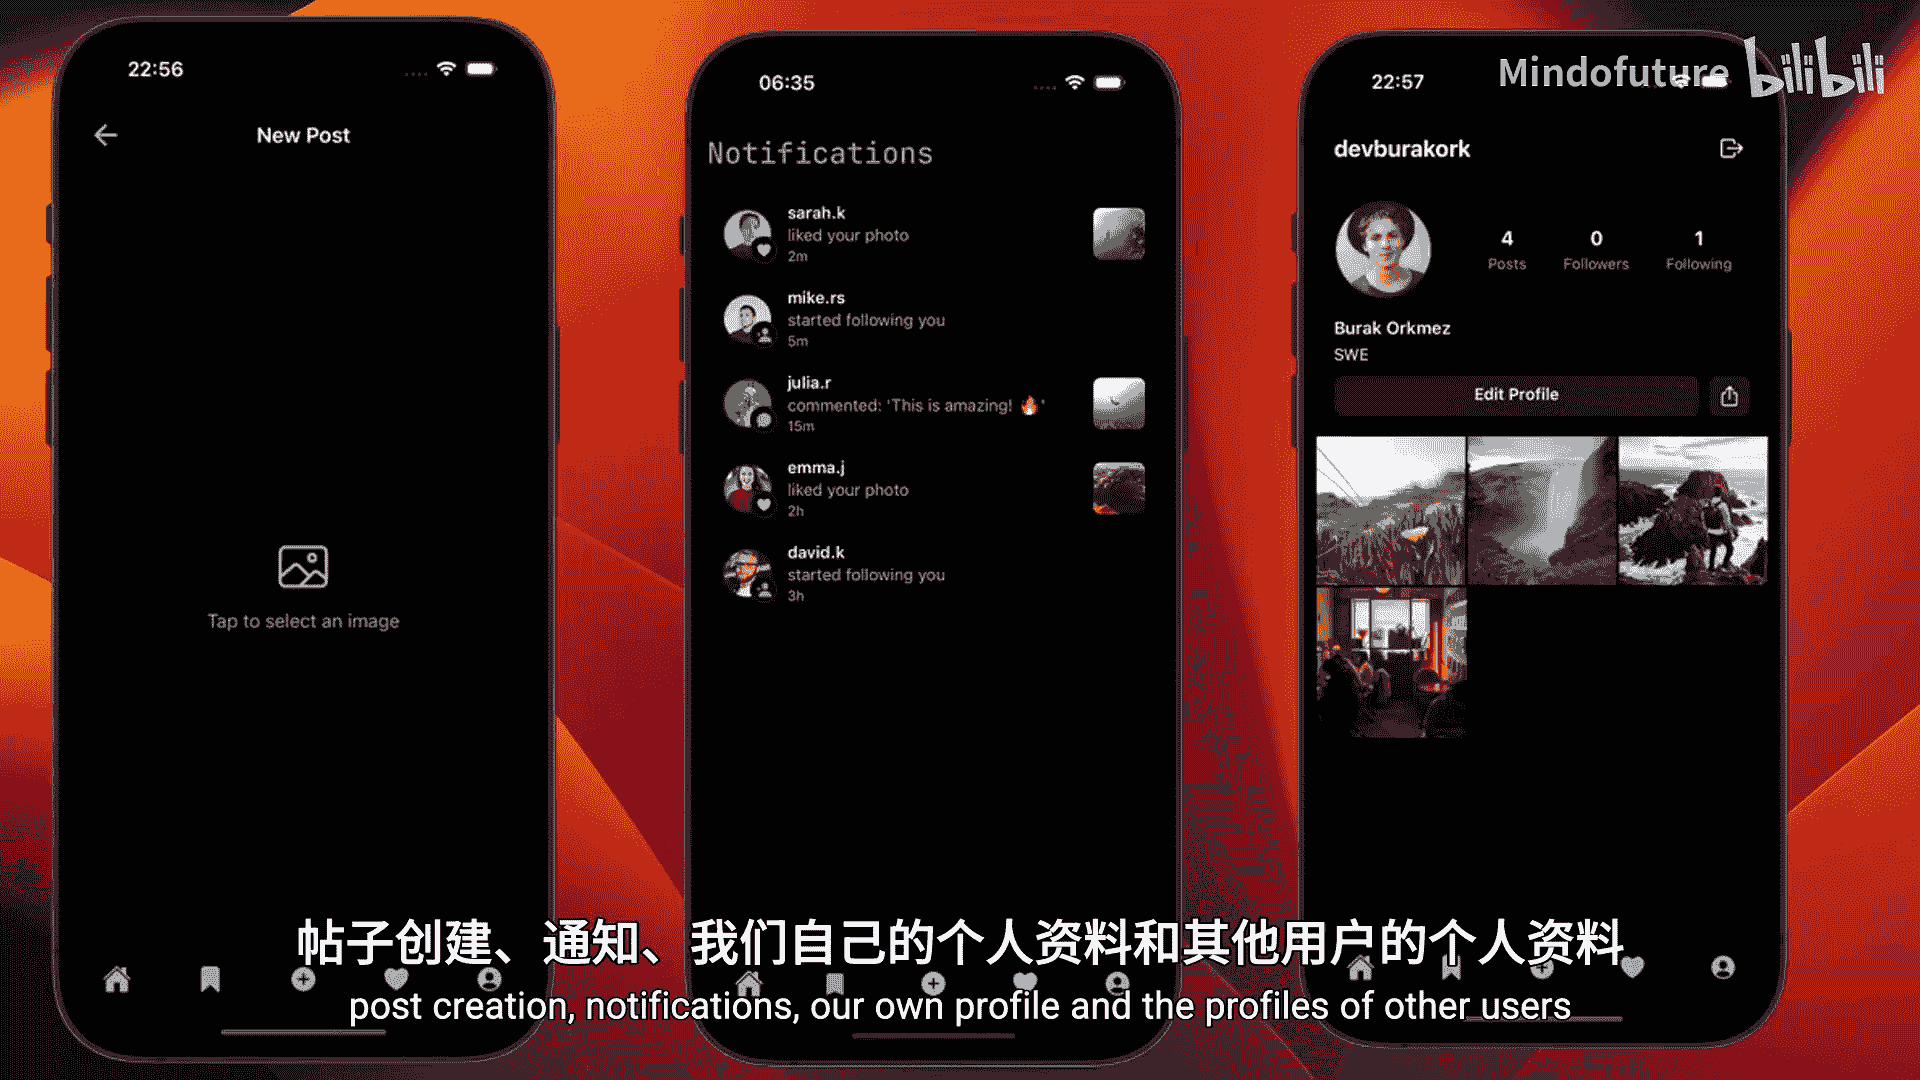 22:56
New Post
Tap to select an image
06:35
Notifications
sarah.k
liked your photo
2m
mike.rs
started following you
5m
julia.r
commented: 'This is amazing! 🔥'
15m
emma.j
liked your photo
2h
david.k
started following you
3h
Mindofuture bilibili
22:57
devburakork
4 0 1
Posts Followers Following
Burak Orkmez
SWE
Edit Profile
帖子创建、通知、我们自己的个人资料和其他用户的个人资料
post creation, notifications, our own profile and the profiles of other users